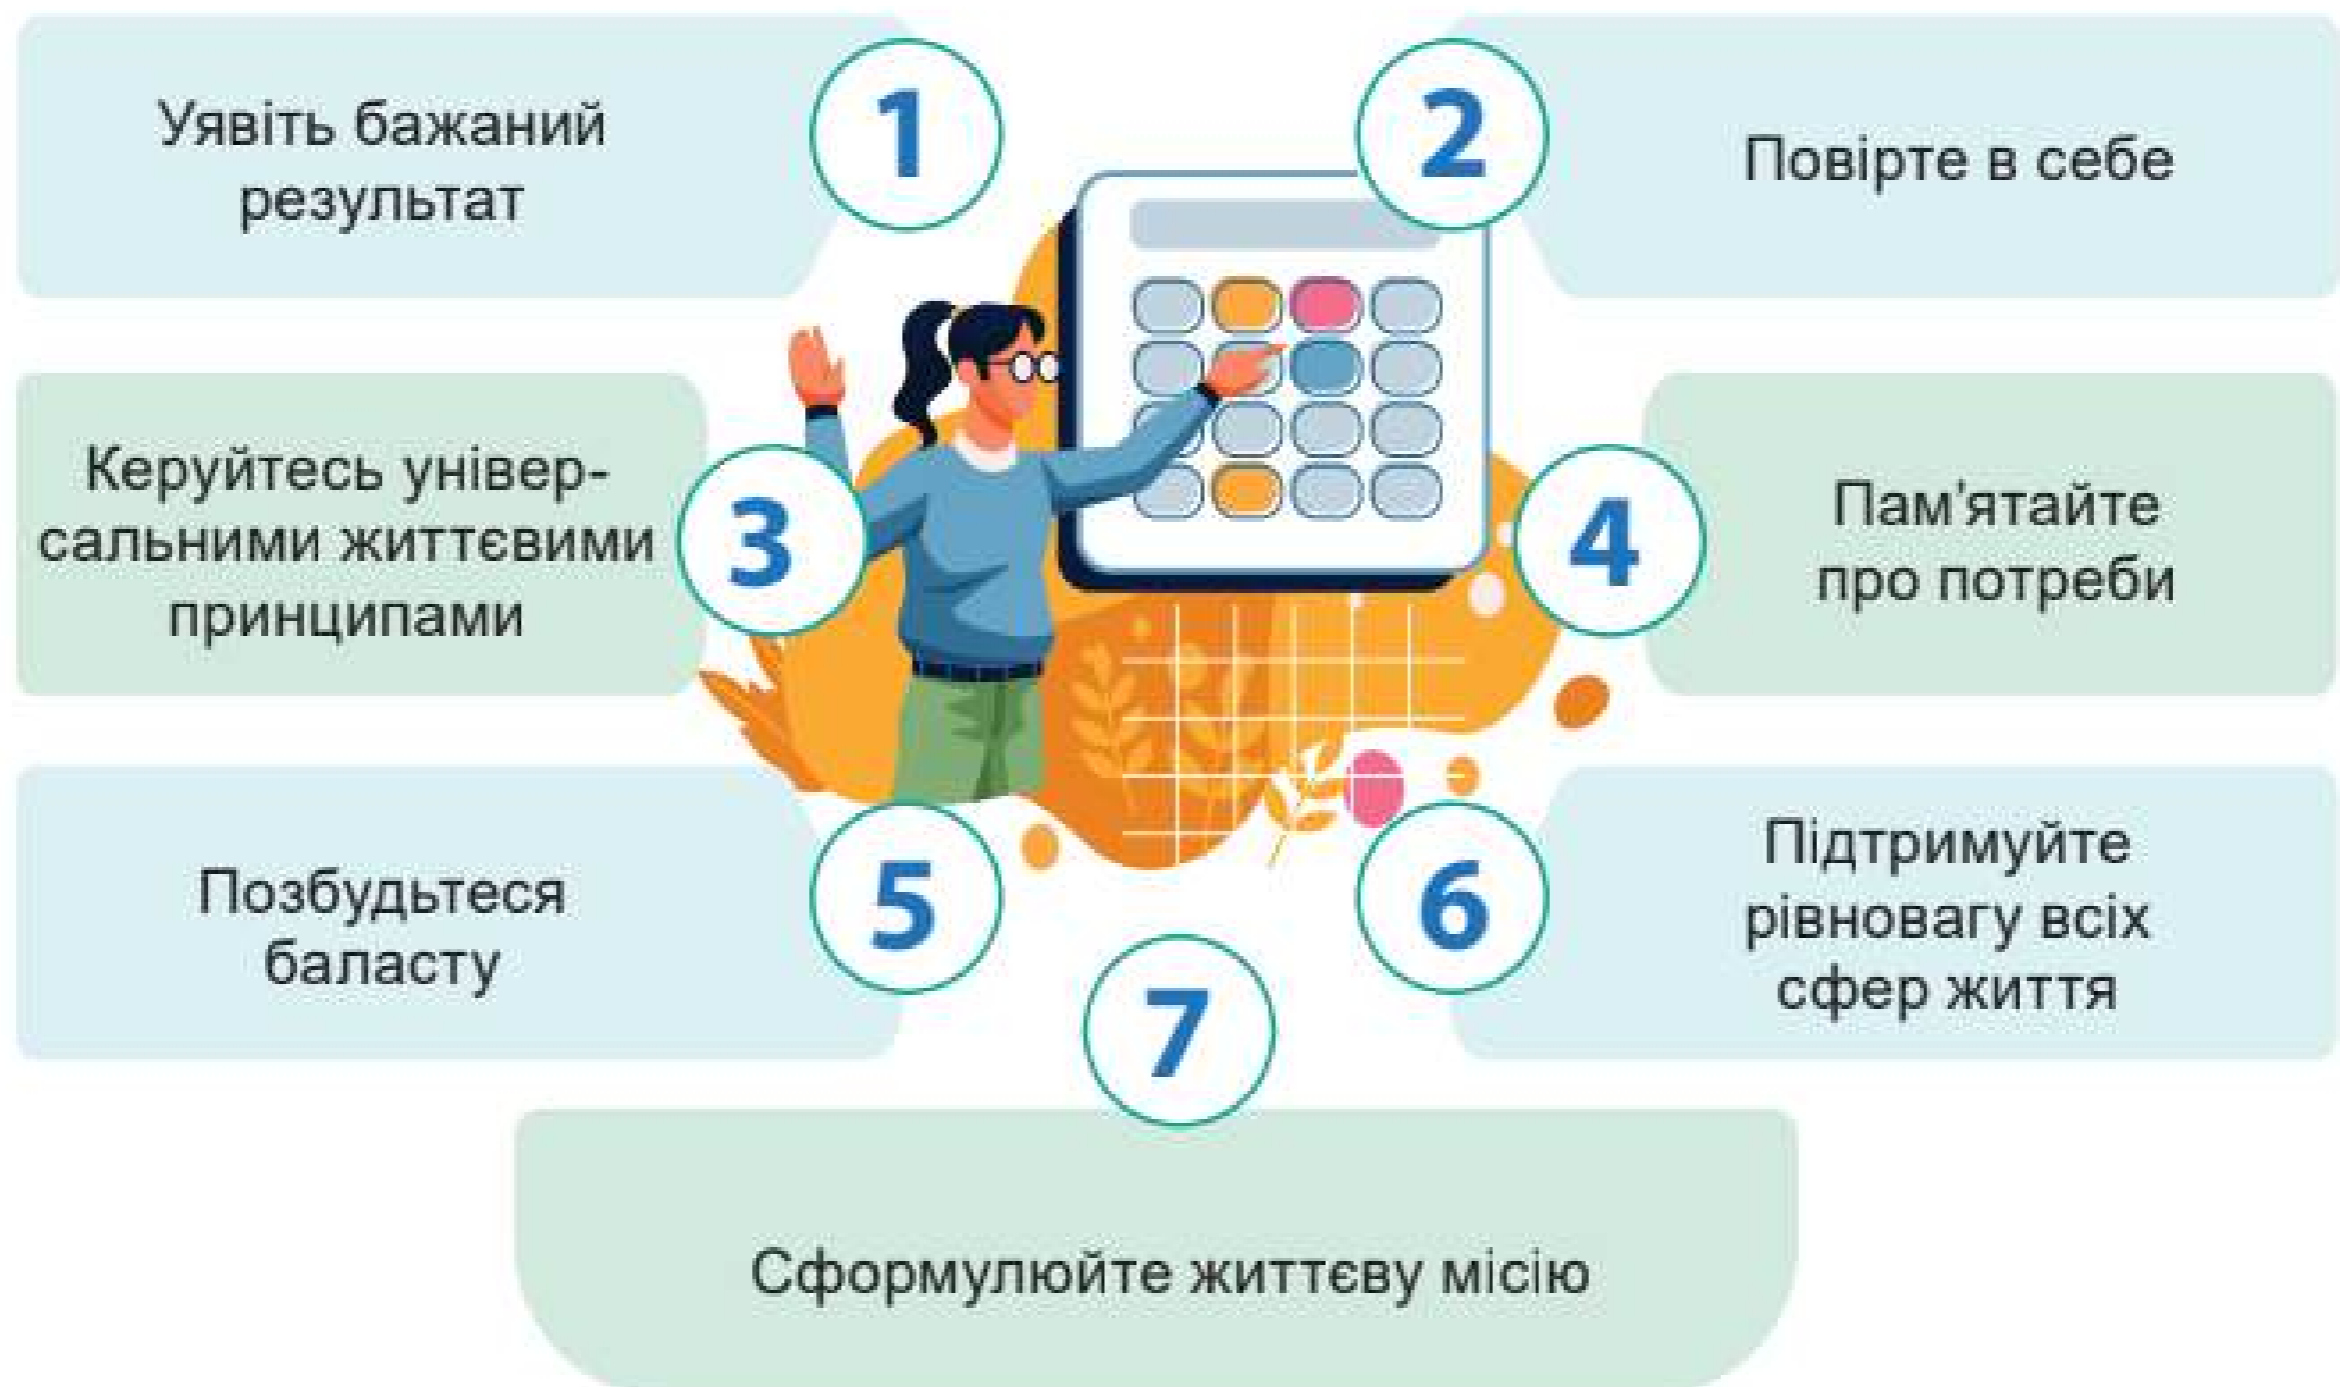 1
Уявіть бажаний
результат
2
Повірте в себе
3
Керуйтесь універ-
сальними життєвими
принципами
4
Пам'ятайте
про потреби
5
Позбудьтеся
баласту
6
Підтримуйте
рівновагу всіх
сфер життя
7
Сформулюйте життєву місію